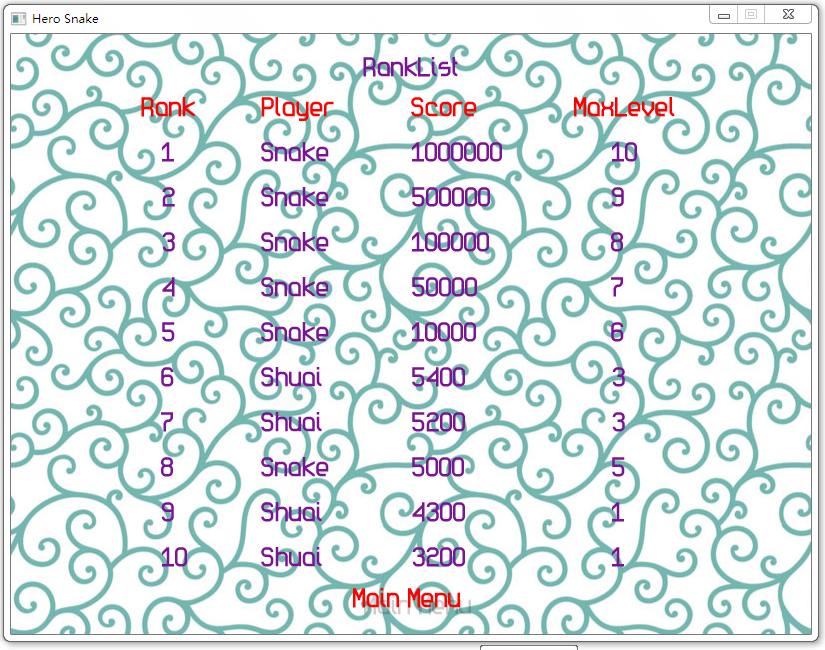 Hero Snake
RankList
Rank Player Score MaxLevel
1 Snake 1000000 10
2 Snake 500000 9
3 Snake 100000 8
4 Snake 50000 7
5 Snake 10000 6
6 Shuai 5400 3
7 Shuai 5200 3
8 Snake 5000 5
9 Shuai 4300 1
10 Shuai 3200 1
Main Menu